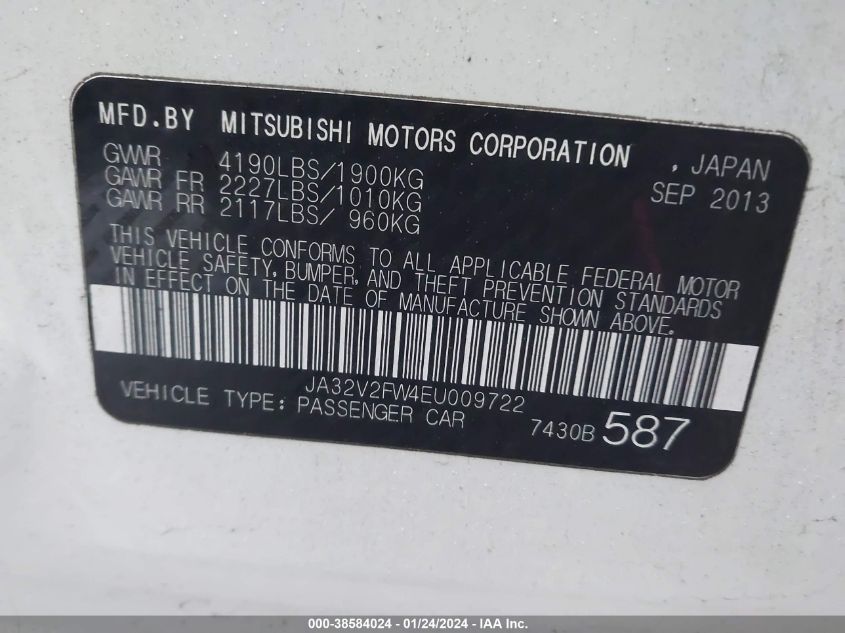 MFD.BY MITSUBISHI MOTORS CORPORATION , JAPAN
GVWR 4190LBS/1900KG SEP 2013
GAWR FR 2227LBS/1010KG
GAWR RR 2117LBS/ 960KG
THIS VEHICLE CONFORMS TO ALL APPLICABLE FEDERAL MOTOR
VEHICLE SAFETY, BUMPER, AND THEFT PREVENTION STANDARDS
IN EFFECT ON THE DATE OF MANUFACTURE SHOWN ABOVE.
JA32V2FW4EU009722
VEHICLE TYPE: PASSENGER CAR 7430B 587
000-38584024 - 01/24/2024 - IAA Inc.